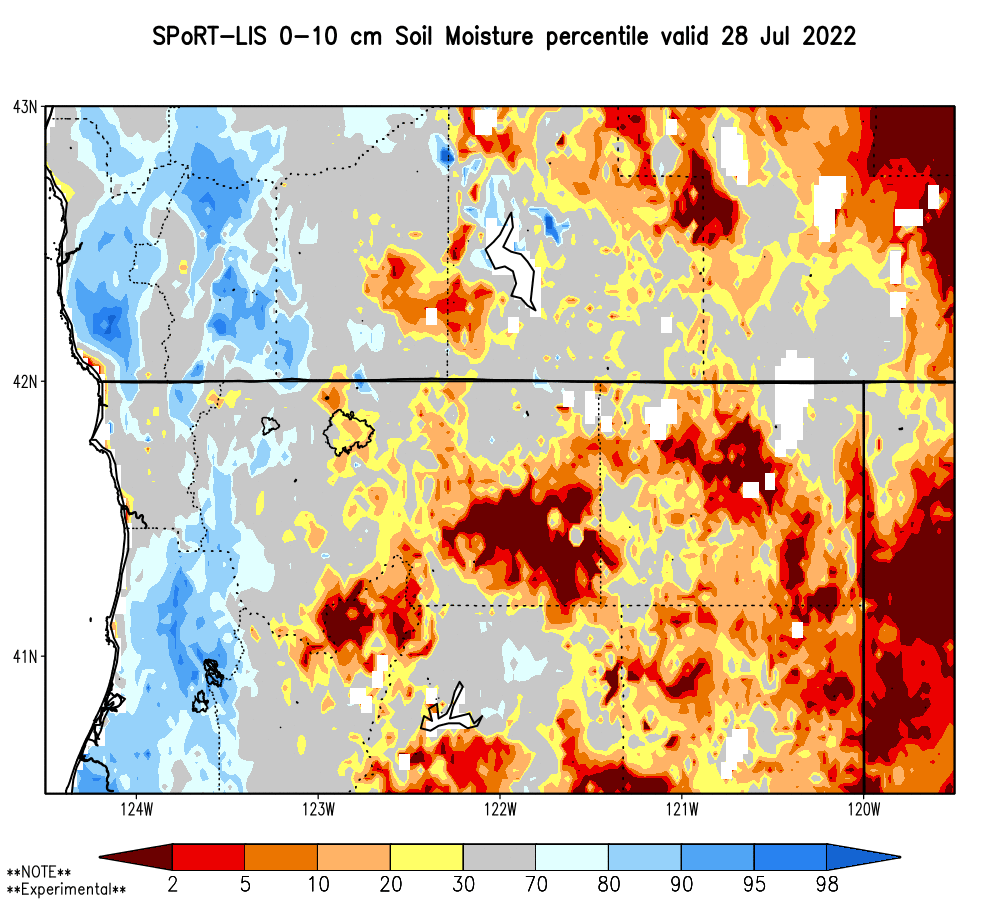 SPoRT-LIS 0-10 cm Soil Moisture percentile valid 28 Jul 2022
43N
42N
41N
124W 123W 122W 121W 120W
2 5 10 20 30 70 80 90 95 98
**NOTE**
**Experimental**